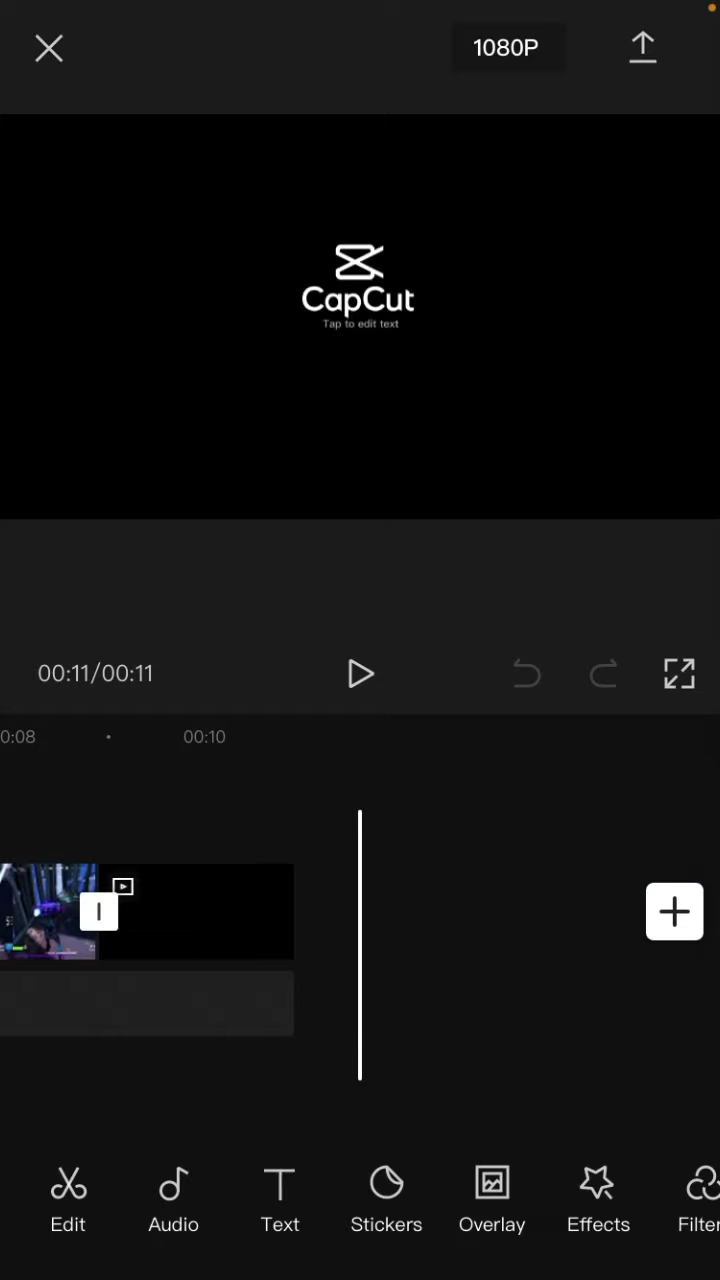 1080P
CapCut
Tap to edit text
00:11/00:11
0:08
00:10
Edit
Audio
Text
Stickers
Overlay
Effects
Filter